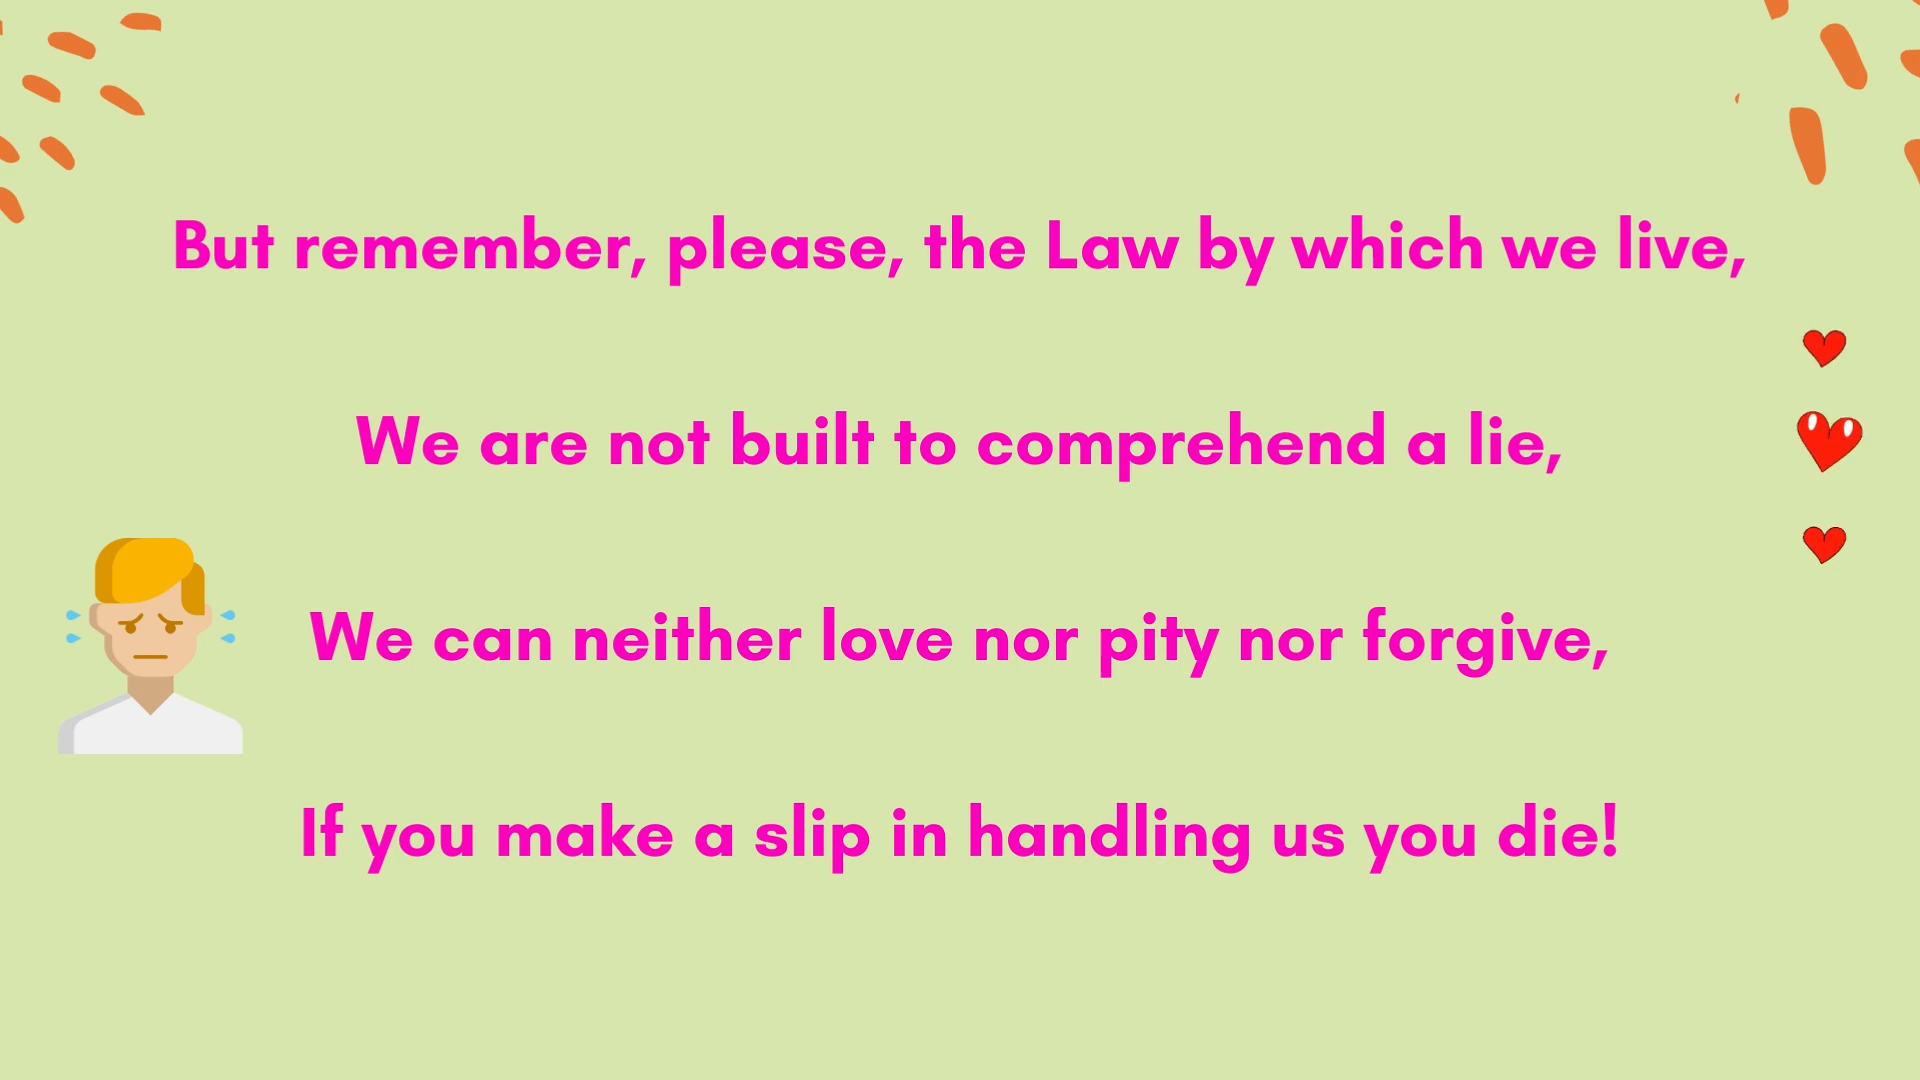 But remember, please, the Law by which we live,
We are not built to comprehend a lie,
We can neither love nor pity nor forgive,
If you make a slip in handling us you die!